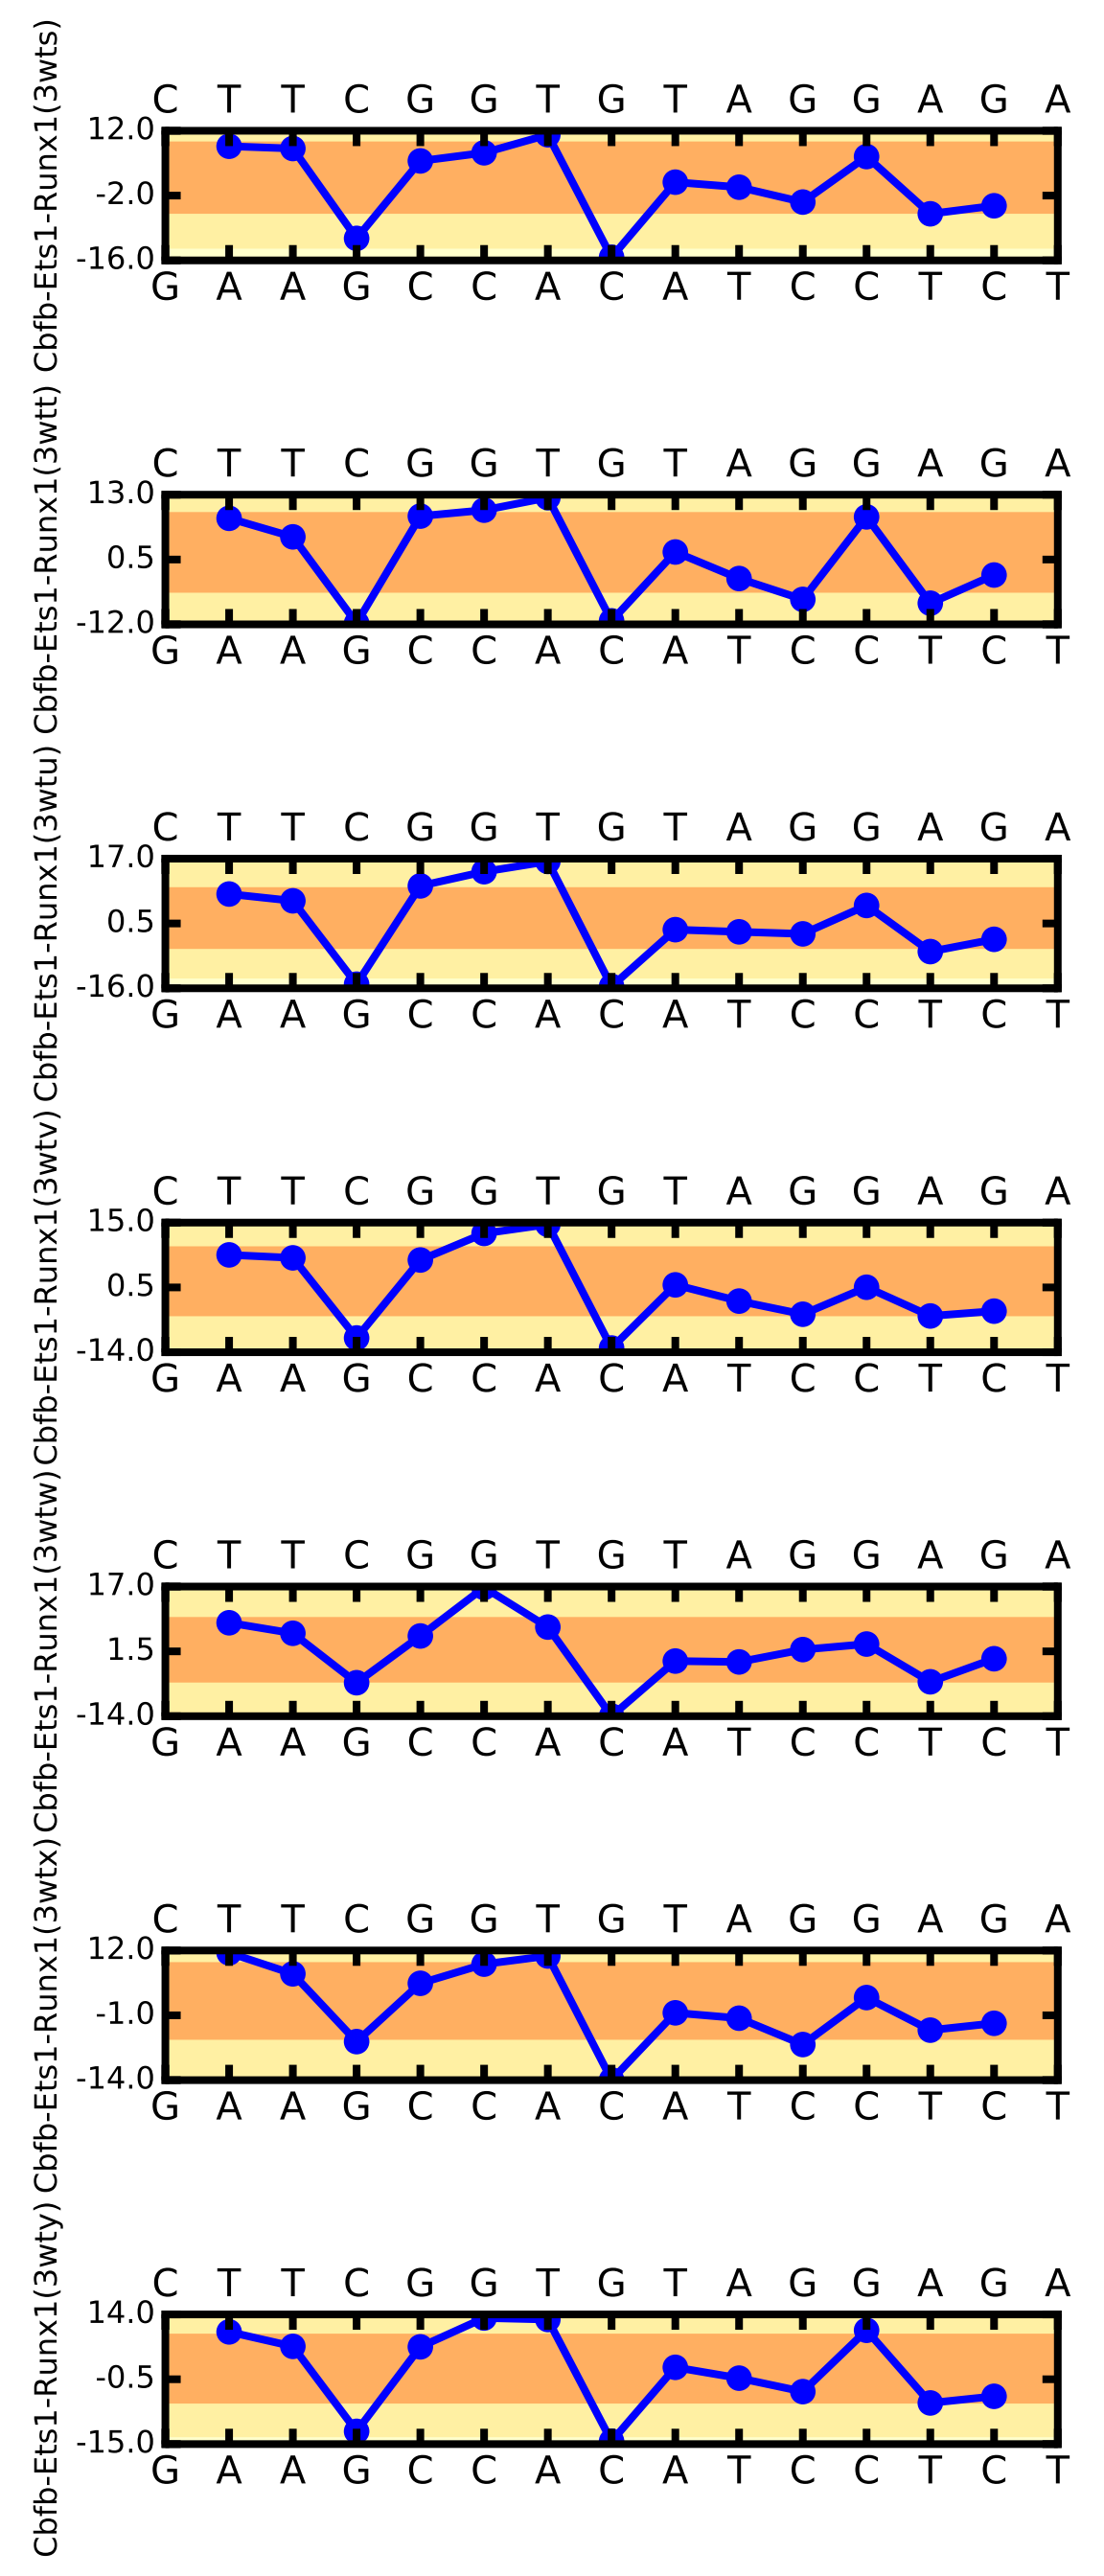 Cbfb-Ets1-Runx1(3wts)
C T T C G G T G T A G G A G A
12.0
-2.0
-16.0
G A A G C C A C A T C C T C T
Cbfb-Ets1-Runx1(3wtt)
C T T C G G T G T A G G A G A
13.0
0.5
-12.0
G A A G C C A C A T C C T C T
Cbfb-Ets1-Runx1(3wtu)
C T T C G G T G T A G G A G A
17.0
0.5
-16.0
G A A G C C A C A T C C T C T
Cbfb-Ets1-Runx1(3wtv)
C T T C G G T G T A G G A G A
15.0
0.5
-14.0
G A A G C C A C A T C C T C T
Cbfb-Ets1-Runx1(3wtw)
C T T C G G T G T A G G A G A
17.0
1.5
-14.0
G A A G C C A C A T C C T C T
Cbfb-Ets1-Runx1(3wtx)
C T T C G G T G T A G G A G A
12.0
-1.0
-14.0
G A A G C C A C A T C C T C T
Cbfb-Ets1-Runx1(3wty)
C T T C G G T G T A G G A G A
14.0
-0.5
-15.0
G A A G C C A C A T C C T C T